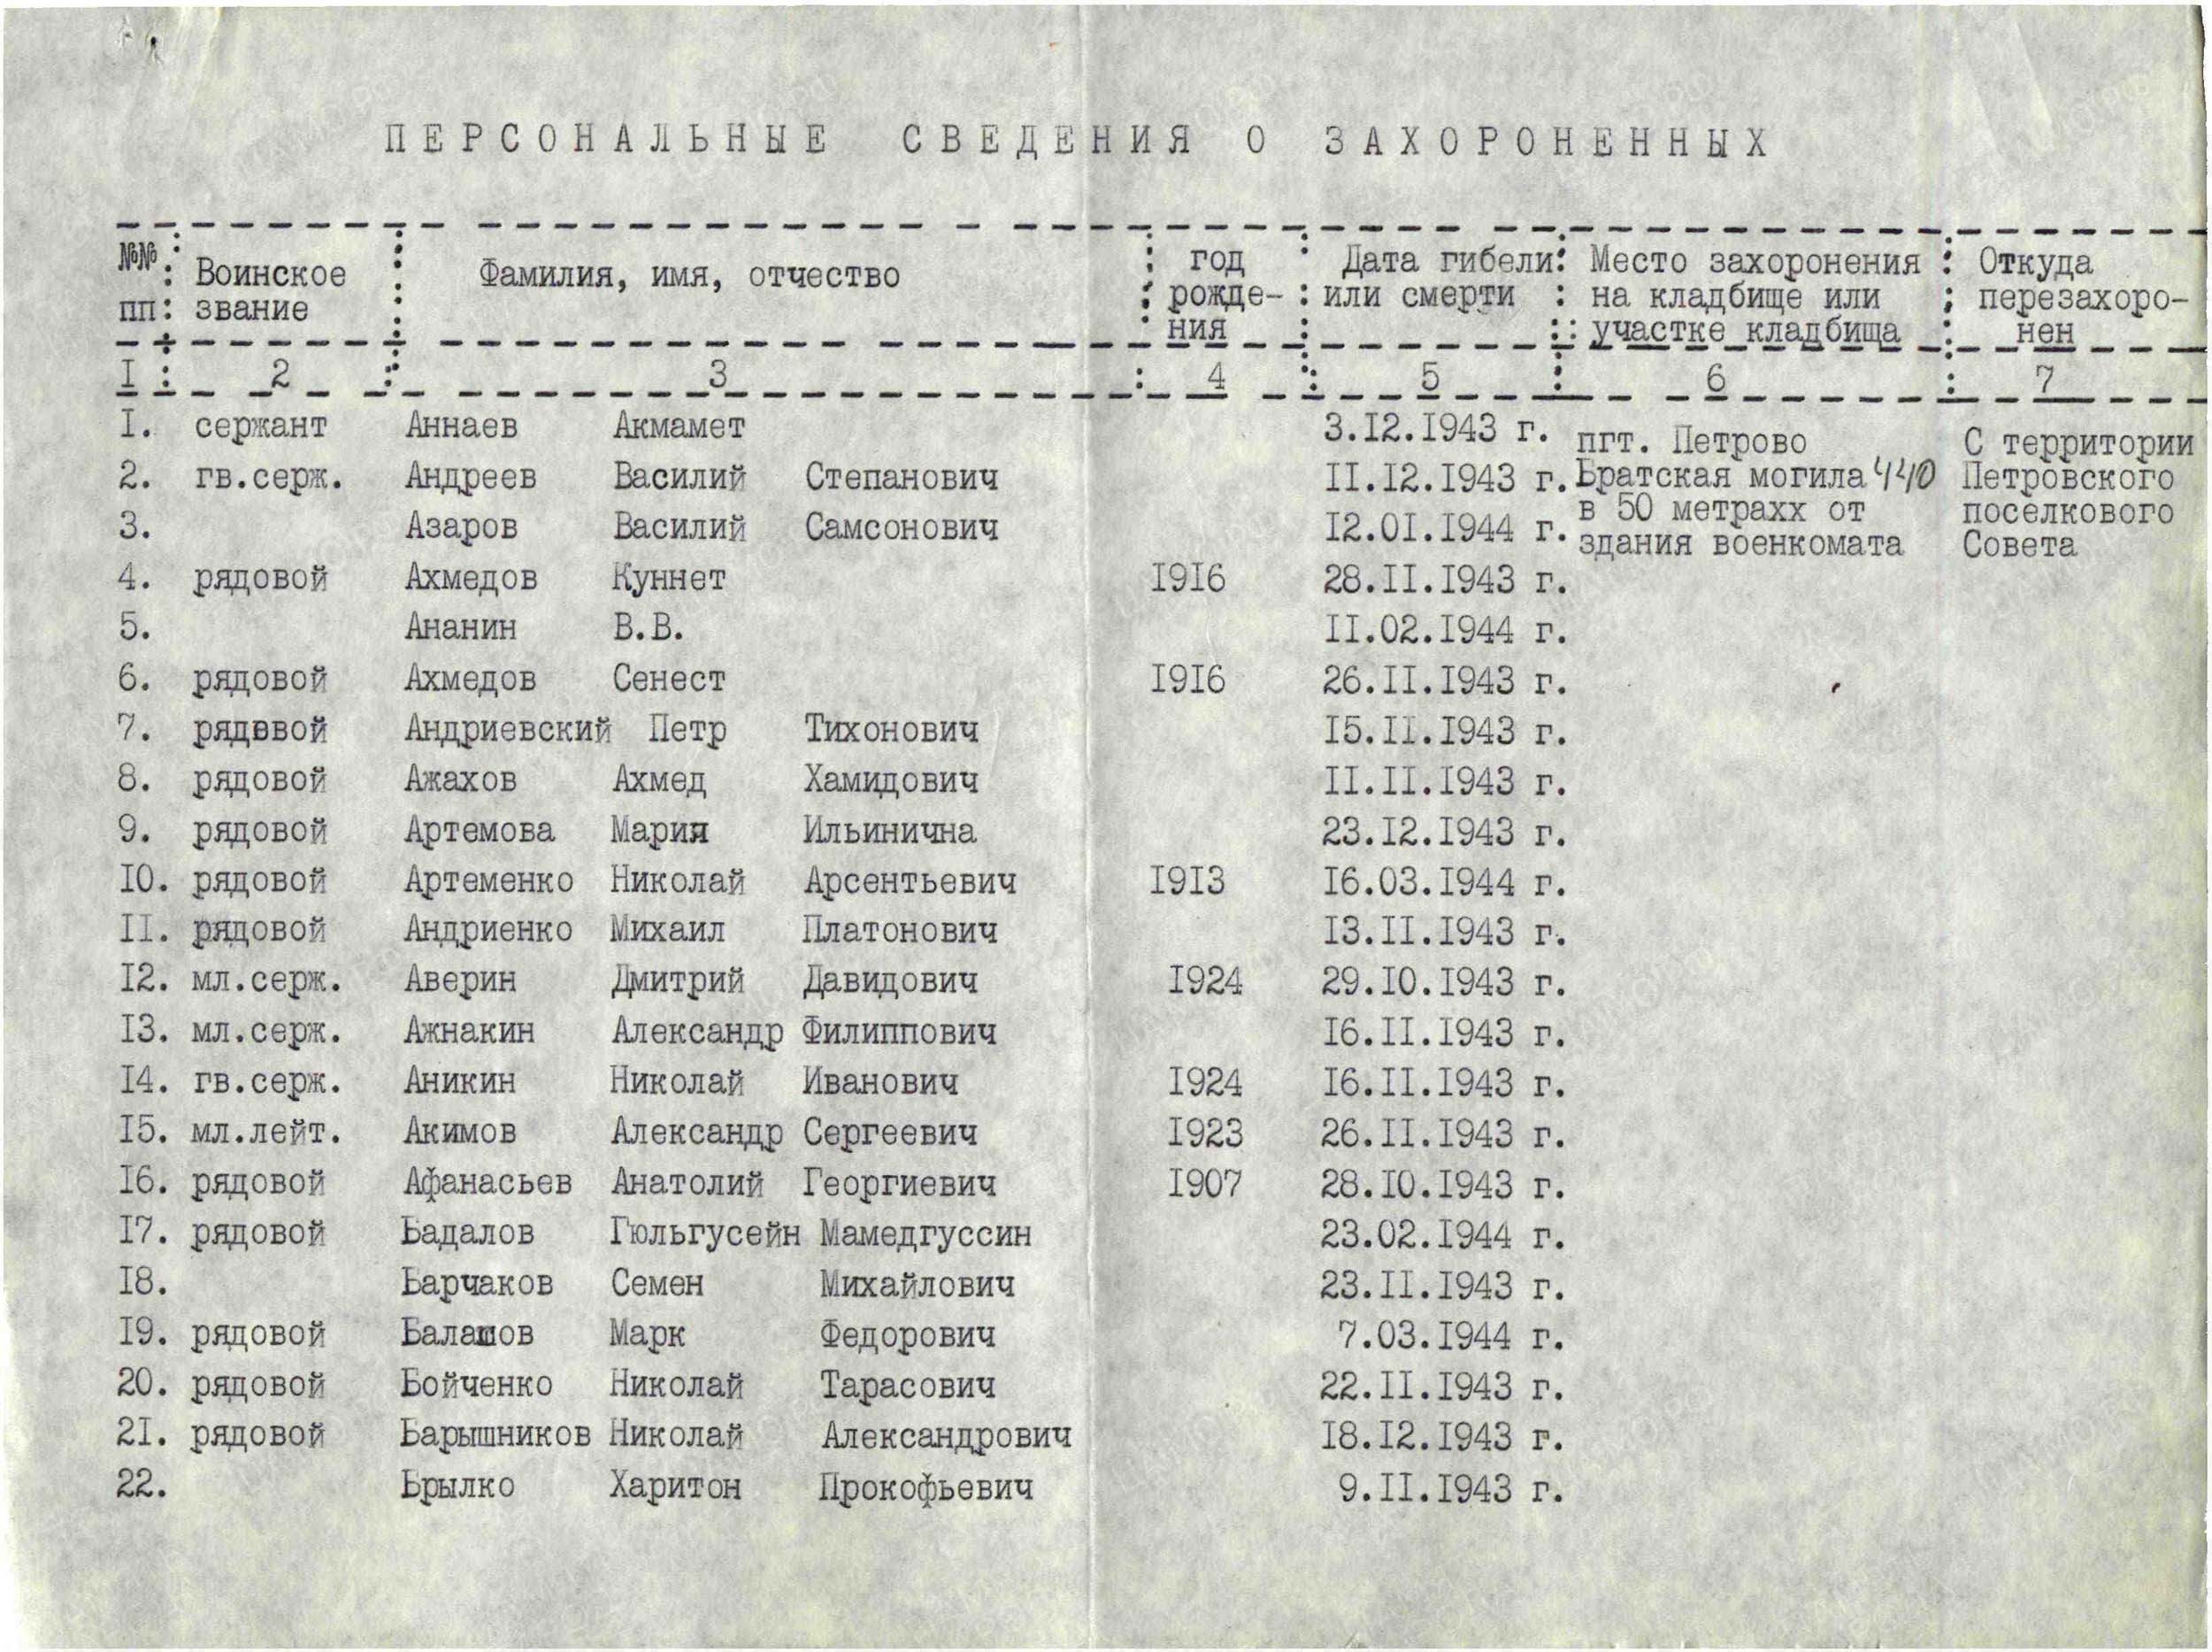 ПЕРСОНАЛЬНЫЕ СВЕДЕНИЯ О ЗАХОРОНЕННЫХ
№№ пп : Воинское звание : Фамилия, имя, отчество : год рожде-ния : Дата гибели или смерти : Место захоронения на кладбище или участке кладбища : Откуда перезахоро-нен
I : 2 : 3 : 4 : 5 : 6 : 7
I. сержант Аннаев Акмамет 3.I2.I943 г. пгт. Петрово С территории
2. гв.серж. Андреев Василий Степанович II.I2.I943 г. Братская могила 440 Петровского
3. Азаров Василий Самсонович I2.0I.I944 г. в 50 метрахх от поселкового
здания военкомата Совета
4. рядовой Ахмедов Куннет I9I6 28.II.I943 г.
5. Ананин В.В. II.02.I944 г.
6. рядовой Ахмедов Сенест I9I6 26.II.I943 г.
7. рядовой Андриевский Петр Тихонович I5.II.I943 г.
8. рядовой Ажахов Ахмед Хамидович II.II.I943 г.
9. рядовой Артемова Мария Ильинична 23.I2.I943 г.
I0. рядовой Артеменко Николай Арсентьевич I9I3 I6.03.I944 г.
II. рядовой Андриенко Михаил Платонович I3.II.I943 г.
I2. мл.серж. Аверин Дмитрий Давидович I924 29.I0.I943 г.
I3. мл.серж. Ажнакин Александр Филиппович I6.II.I943 г.
I4. гв.серж. Аникин Николай Иванович I924 I6.II.I943 г.
I5. мл.лейт. Акимов Александр Сергеевич I923 26.II.I943 г.
I6. рядовой Афанасьев Анатолий Георгиевич I907 28.I0.I943 г.
I7. рядовой Бадалов Гюльгусейн Мамедгуссин 23.02.I944 г.
I8. Барчаков Семен Михайлович 23.II.I943 г.
I9. рядовой Балашов Марк Федорович 7.03.I944 г.
20. рядовой Бойченко Николай Тарасович 22.II.I943 г.
2I. рядовой Барышников Николай Александрович I8.I2.I943 г.
22. Брылко Харитон Прокофьевич 9.II.I943 г.